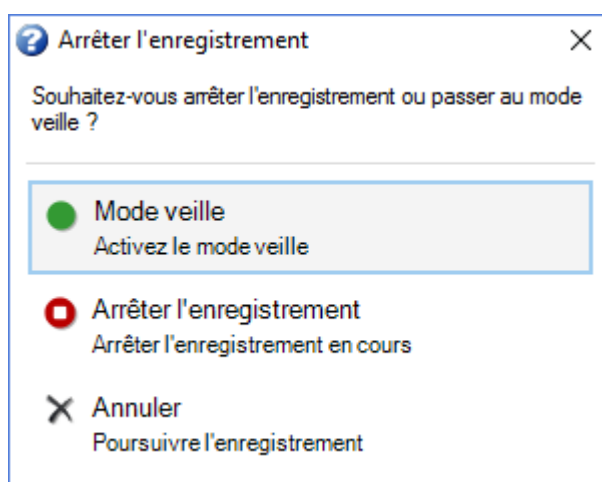 Arrêter l'enregistrement
Souhaitez-vous arrêter l'enregistrement ou passer au mode
veille ?
Mode veille
Activez le mode veille
Arrêter l'enregistrement
Arrêter l'enregistrement en cours
Annuler
Poursuivre l'enregistrement